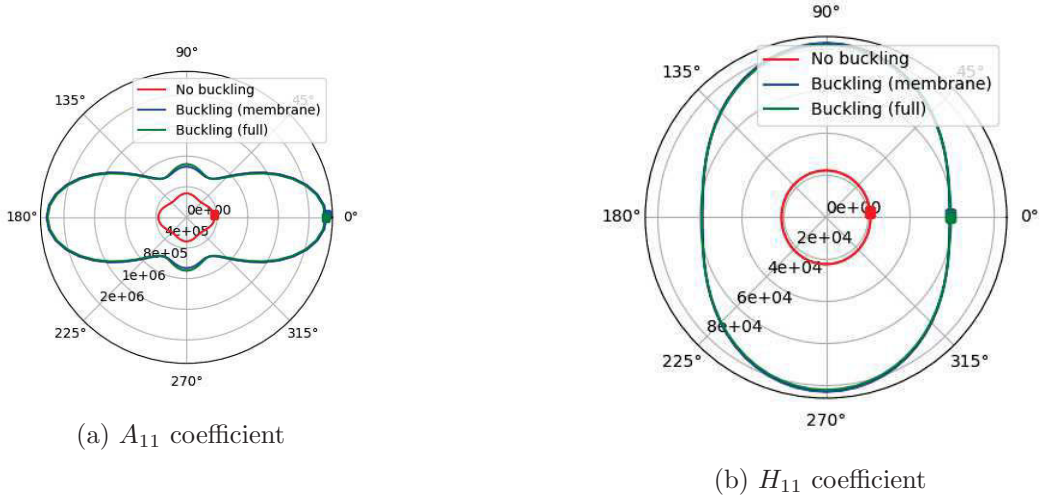 90°
135°
45°
No buckling
Buckling (membrane)
Buckling (full)
180°
0°
0e+00
4e+05
8e+05
1e+06
2e+06
225°
315°
270°
(a) A₁₁ coefficient
90°
135°
45°
No buckling
Buckling (membrane)
Buckling (full)
180°
0°
0e+00
2e+04
4e+04
6e+04
8e+04
225°
315°
270°
(b) H₁₁ coefficient